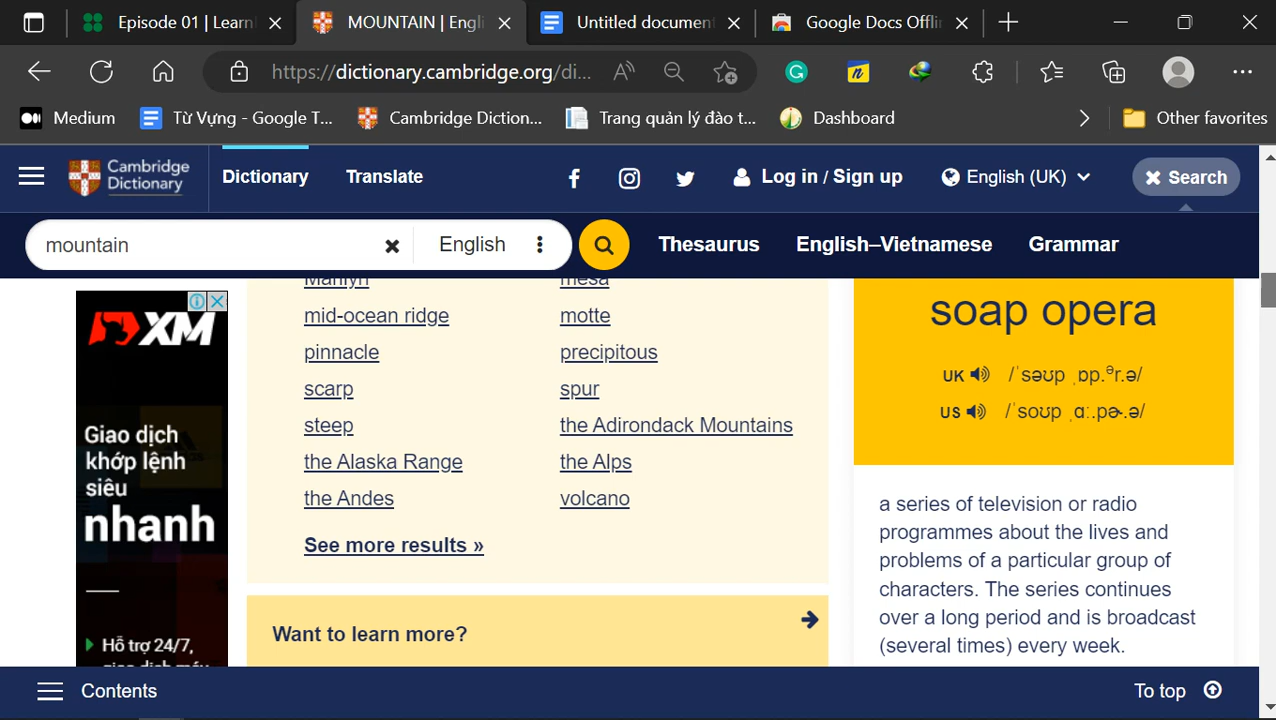 Episode 01 | Learn
MOUNTAIN | Engli
Untitled document
Google Docs Offli
https://dictionary.cambridge.org/di...
Medium
Từ Vựng - Google T...
Cambridge Diction...
Trang quản lý đào t...
Dashboard
Other favorites
Cambridge
Dictionary
Dictionary
Translate
Log in / Sign up
English (UK)
Search
mountain
English
Thesaurus
English–Vietnamese
Grammar
Marilyn
mesa
mid-ocean ridge
motte
pinnacle
precipitous
scarp
spur
steep
the Adirondack Mountains
the Alaska Range
the Alps
the Andes
volcano
See more results »
Want to learn more?
XM
Giao dịch
khớp lệnh
siêu
nhanh
Hỗ trợ 24/7,
soap opera
UK /ˈsəʊp ˌɒp.ᵊr.ə/
US /ˈsoʊp ˌɑː.pɚ.ə/
a series of television or radio
programmes about the lives and
problems of a particular group of
characters. The series continues
over a long period and is broadcast
(several times) every week.
Contents
To top